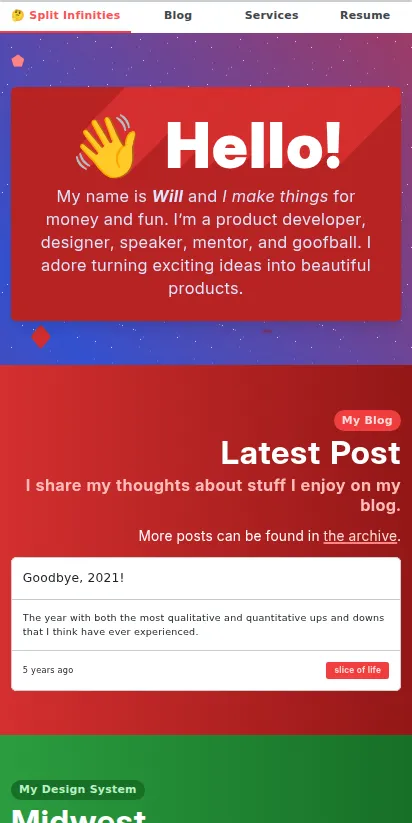 🤔 Split Infinities Blog Services Resume
👋 Hello!
My name is Will and I make things for
money and fun. I’m a product developer,
designer, speaker, mentor, and goofball. I
adore turning exciting ideas into beautiful
products.
My Blog
Latest Post
I share my thoughts about stuff I enjoy on my
blog.
More posts can be found in the archive.
Goodbye, 2021!
The year with both the most qualitative and quantitative ups and downs
that I think have ever experienced.
5 years ago slice of life
My Design System
Midwest